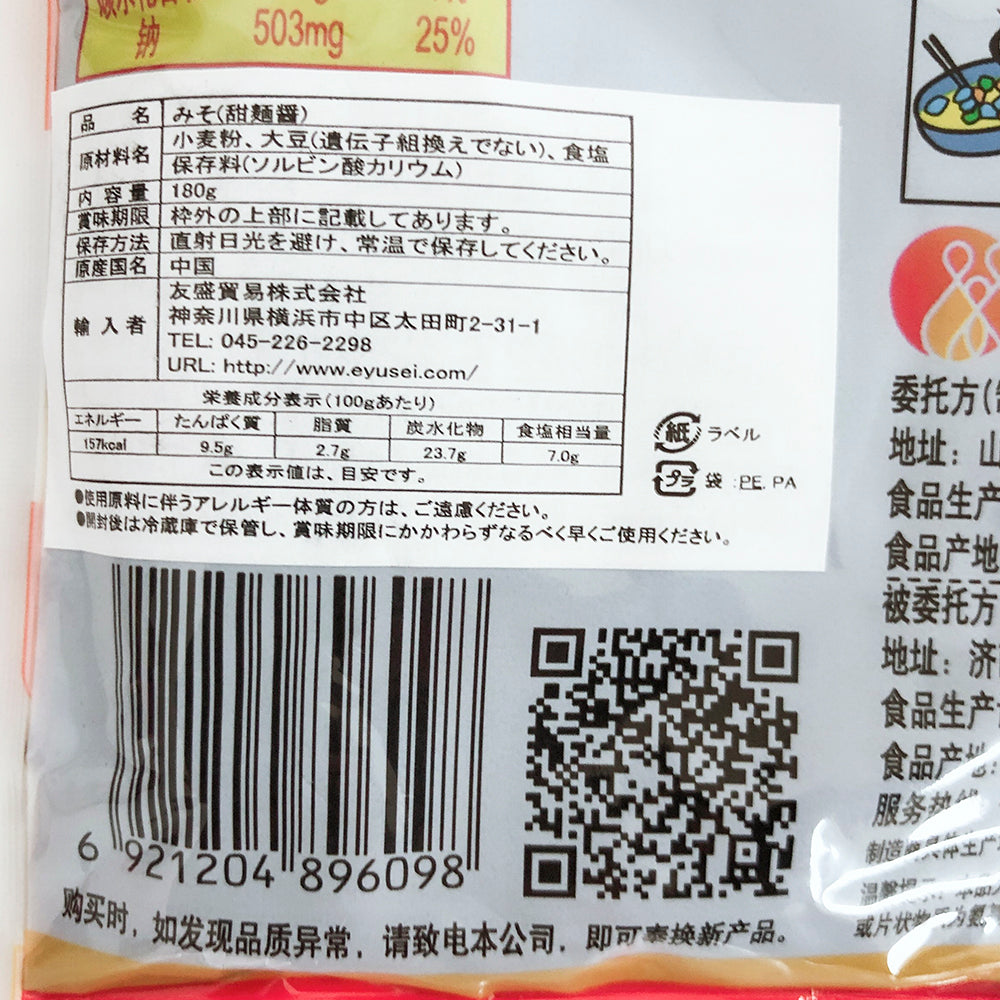 钠 503mg 25%
品名 みそ(甜麺醤)
原材料名 小麦粉、大豆(遺伝子組換えでない)、食塩
保存料(ソルビン酸カリウム)
内容量 180g
賞味期限 枠外の上部に記載してあります。
保存方法 直射日光を避け、常温で保存してください。
原産国名 中国
輸入者 友盛貿易株式会社
神奈川県横浜市中区太田町2-31-1
TEL: 045-226-2298
URL: http://www.eyusei.com/
栄養成分表示(100gあたり)
エネルギー たんぱく質 脂質 炭水化物 食塩相当量
157kcal 9.5g 2.7g 23.7g 7.0g
この表示値は、目安です。
●使用原料に伴うアレルギー体質の方は、ご遠慮ください。
●開封後は冷蔵庫で保管し、賞味期限にかかわらずなるべく早くご使用ください。
紙 ラベル
プラ 袋:PE, PA
6 921204 896098
购买时，如发现品质异常，请致电本公司，即可奉换新产品。
委托方(
地址：山
食品生产
食品产地
被委托方
地址：济
食品生产
食品产地：
服务热线